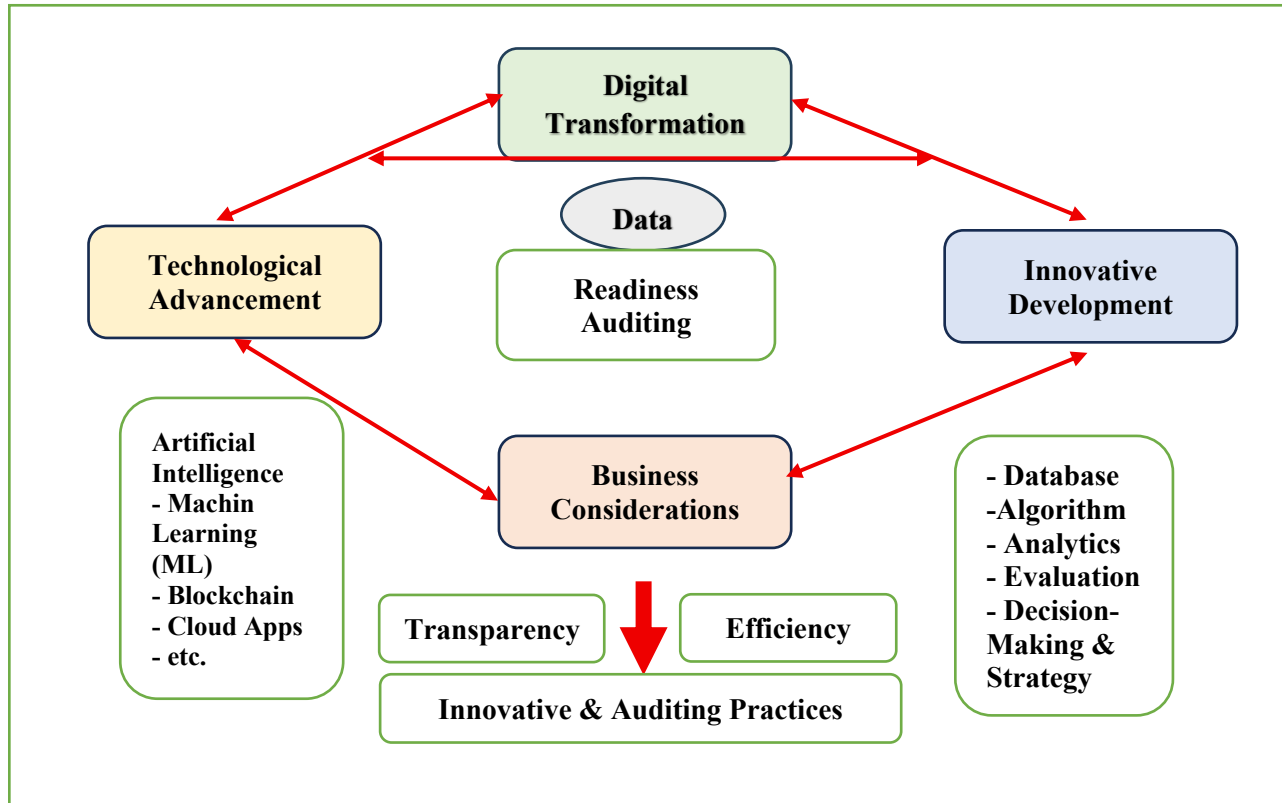 Digital
Transformation
Data
Technological
Advancement
Readiness
Auditing
Innovative
Development
Artificial
Intelligence
- Machin
Learning
(ML)
- Blockchain
- Cloud Apps
- etc.
Business
Considerations
- Database
-Algorithm
- Analytics
- Evaluation
- Decision-
Making &
Strategy
Transparency
Efficiency
Innovative & Auditing Practices